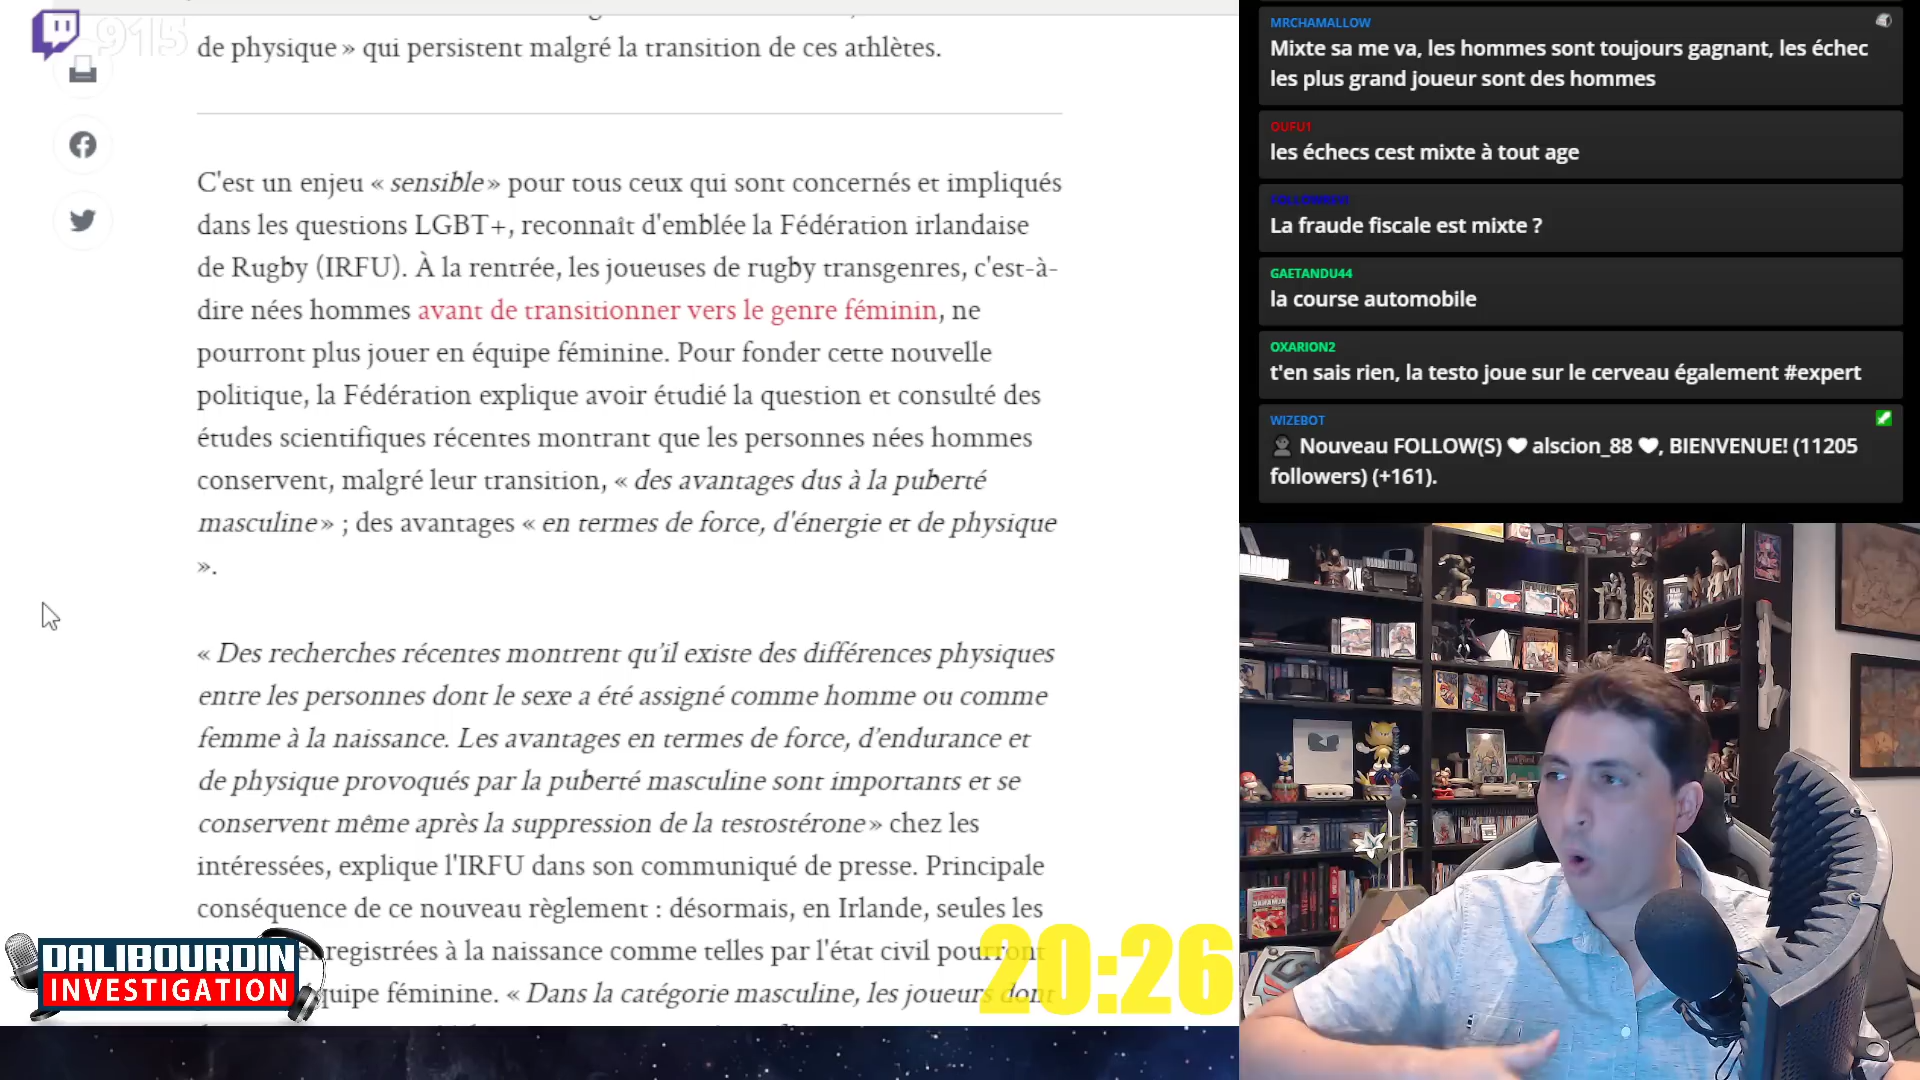 915
de physique » qui persistent malgré la transition de ces athlètes.
C'est un enjeu « sensible » pour tous ceux qui sont concernés et impliqués
dans les questions LGBT+, reconnaît d'emblée la Fédération irlandaise
de Rugby (IRFU). À la rentrée, les joueuses de rugby transgenres, c'est-à-
dire nées hommes avant de transitionner vers le genre féminin, ne
pourront plus jouer en équipe féminine. Pour fonder cette nouvelle
politique, la Fédération explique avoir étudié la question et consulté des
études scientifiques récentes montrant que les personnes nées hommes
conservent, malgré leur transition, « des avantages dus à la puberté
masculine » ; des avantages « en termes de force, d'énergie et de physique
».
« Des recherches récentes montrent qu'il existe des différences physiques
entre les personnes dont le sexe a été assigné comme homme ou comme
femme à la naissance. Les avantages en termes de force, d'endurance et
de physique provoqués par la puberté masculine sont importants et se
conservent même après la suppression de la testostérone » chez les
intéressées, explique l'IRFU dans son communiqué de presse. Principale
conséquence de ce nouveau règlement : désormais, en Irlande, seules les
enregistrées à la naissance comme telles par l'état civil pourront
équipe féminine. « Dans la catégorie masculine, les joueurs dont
DALIBOURDIN
INVESTIGATION
20:26
MRCHAMALLOW
Mixte sa me va, les hommes sont toujours gagnant, les échec
les plus grand joueur sont des hommes
OUFU1
les échecs cest mixte à tout age
La fraude fiscale est mixte ?
GAETANDU44
la course automobile
OXARION2
t'en sais rien, la testo joue sur le cerveau également #expert
WIZEBOT
Nouveau FOLLOW(S) ♥ alscion_88 ♥, BIENVENUE! (11205
followers) (+161).